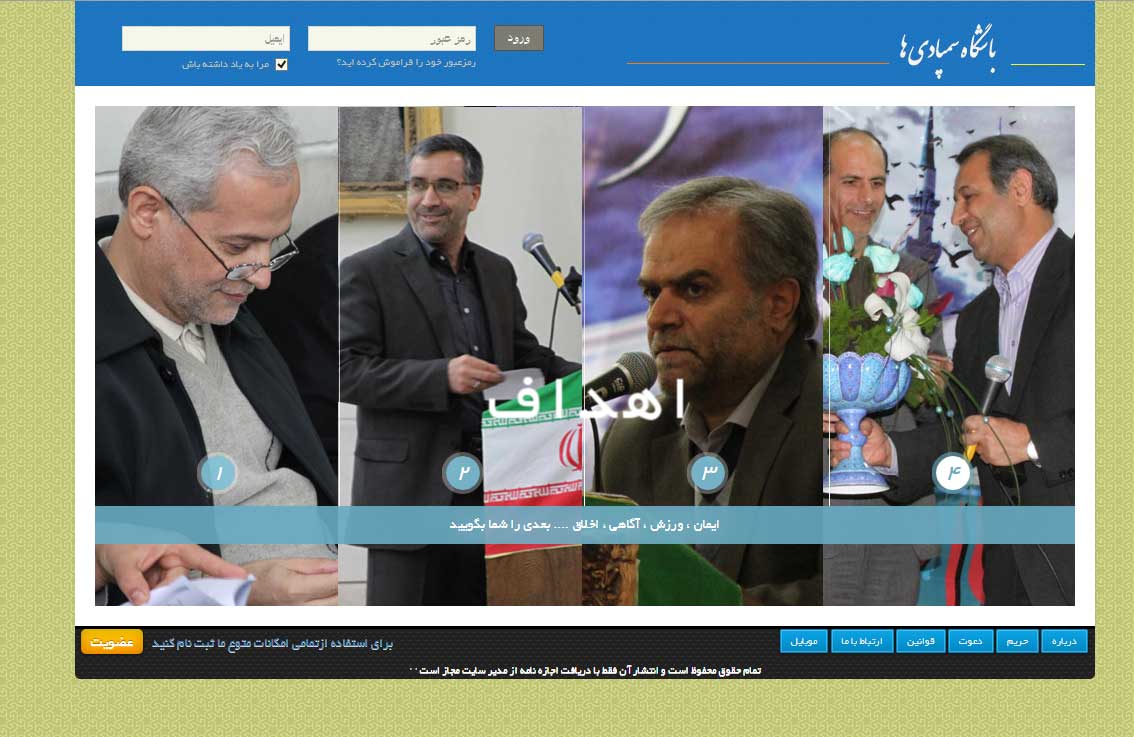 باشگاه سمپادی ها
ورود
رمز عبور
ایمیل
رمزعبور خود را فراموش کرده اید؟
مرا به یاد داشته باش.
اهداف
۱
۲
۳
۴
ایمان ، ورزش ، آگاهی ، اخلاق .... بعدی را شما بگویید
درباره
حریم
دعوت
قوانین
ارتباط با ما
موبایل
برای استفاده ازتمامی امکانات متوع ما ثبت نام کنید
عضویت
تمام حقوق محفوظ است و انتشار آن فقط با دریافت اجازه نامه از مدیر سایت مجاز است